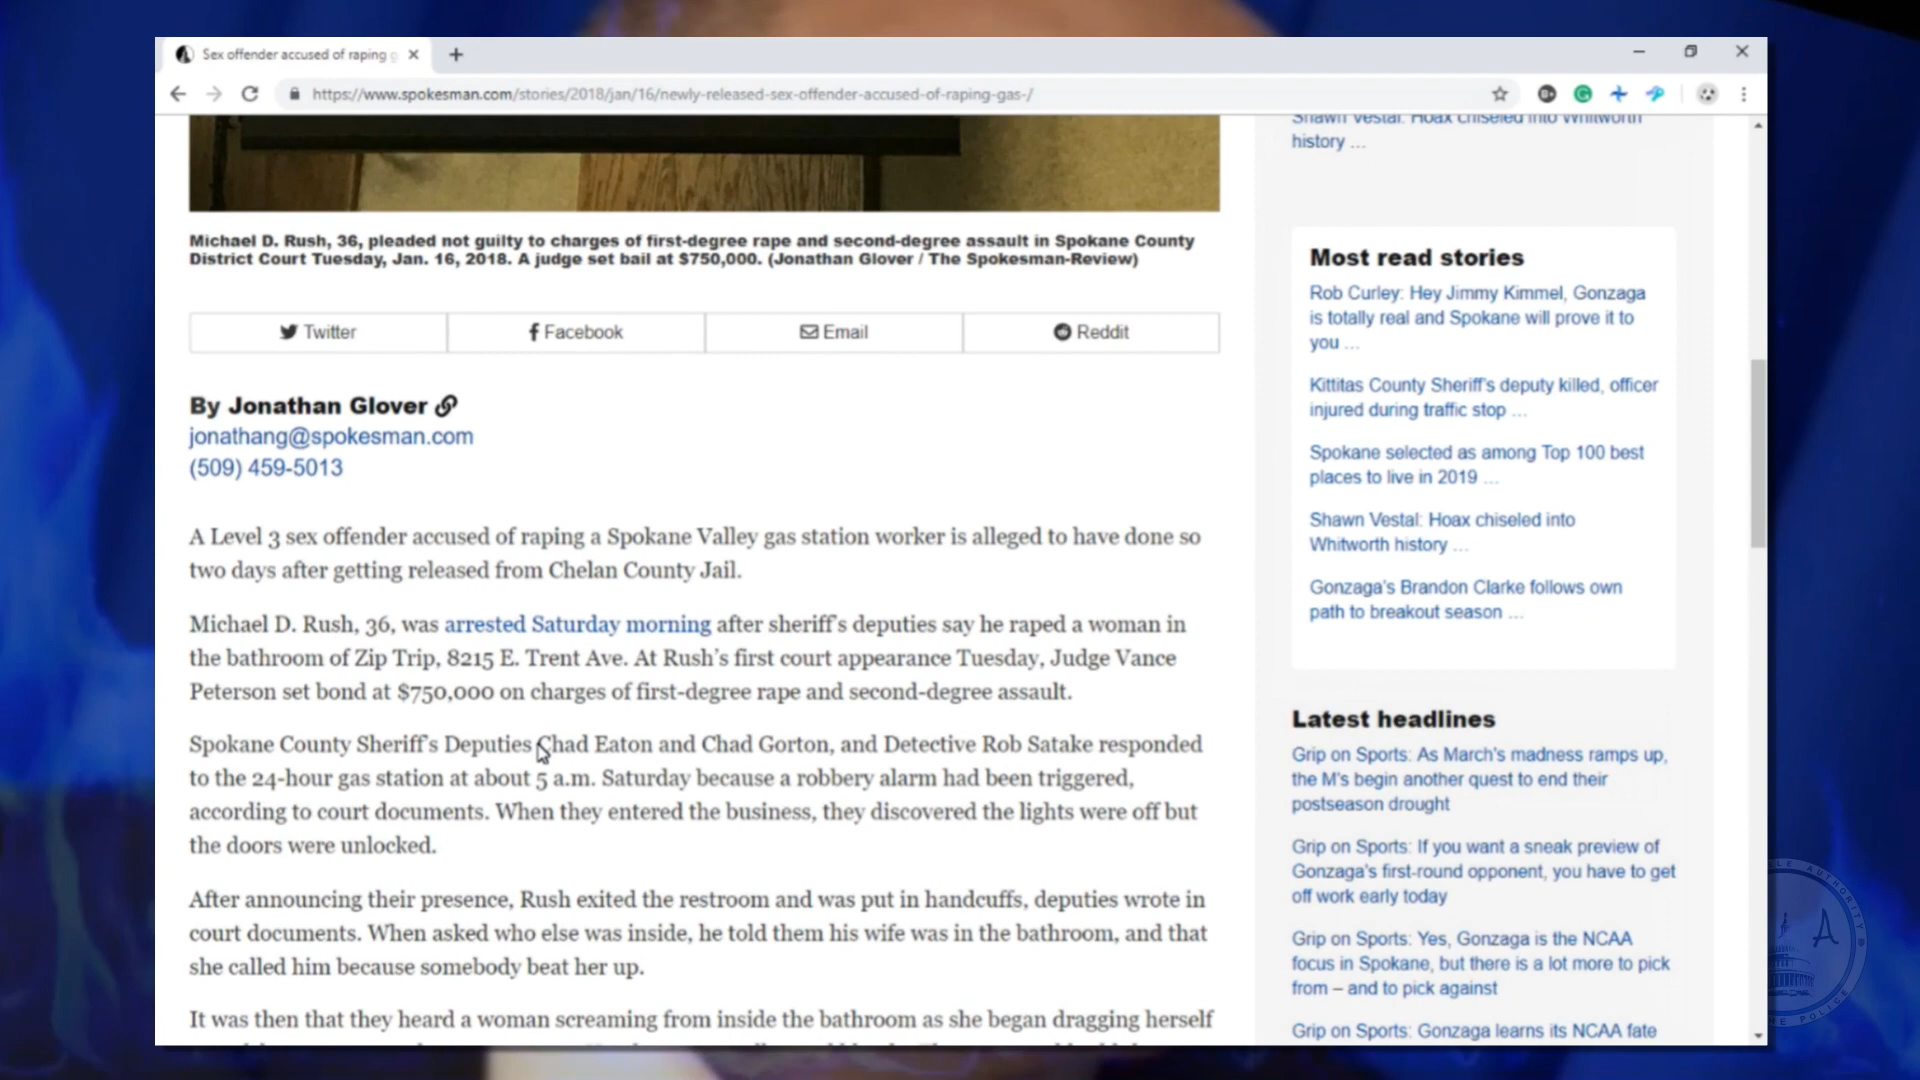 Sex offender accused of raping g
https://www.spokesman.com/stories/2018/jan/16/newly-released-sex-offender-accused-of-raping-gas-/
Michael D. Rush, 36, pleaded not guilty to charges of first-degree rape and second-degree assault in Spokane County
District Court Tuesday, Jan. 16, 2018. A judge set bail at $750,000. (Jonathan Glover / The Spokesman-Review)
Twitter
Facebook
Email
Reddit
By Jonathan Glover
jonathang@spokesman.com
(509) 459-5013
A Level 3 sex offender accused of raping a Spokane Valley gas station worker is alleged to have done so
two days after getting released from Chelan County Jail.
Michael D. Rush, 36, was arrested Saturday morning after sheriff's deputies say he raped a woman in
the bathroom of Zip Trip, 8215 E. Trent Ave. At Rush's first court appearance Tuesday, Judge Vance
Peterson set bond at $750,000 on charges of first-degree rape and second-degree assault.
Spokane County Sheriff's Deputies Chad Eaton and Chad Gorton, and Detective Rob Satake responded
to the 24-hour gas station at about 5 a.m. Saturday because a robbery alarm had been triggered,
according to court documents. When they entered the business, they discovered the lights were off but
the doors were unlocked.
After announcing their presence, Rush exited the restroom and was put in handcuffs, deputies wrote in
court documents. When asked who else was inside, he told them his wife was in the bathroom, and that
she called him because somebody beat her up.
It was then that they heard a woman screaming from inside the bathroom as she began dragging herself
Shawn Vestal: Hoax chiseled into Whitworth
history ...
Most read stories
Rob Curley: Hey Jimmy Kimmel, Gonzaga
is totally real and Spokane will prove it to
you ...
Kittitas County Sheriff's deputy killed, officer
injured during traffic stop ...
Spokane selected as among Top 100 best
places to live in 2019 ...
Shawn Vestal: Hoax chiseled into
Whitworth history ...
Gonzaga's Brandon Clarke follows own
path to breakout season ...
Latest headlines
Grip on Sports: As March's madness ramps up,
the M's begin another quest to end their
postseason drought
Grip on Sports: If you want a sneak preview of
Gonzaga's first-round opponent, you have to get
off work early today
Grip on Sports: Yes, Gonzaga is the NCAA
focus in Spokane, but there is a lot more to pick
from – and to pick against
Grip on Sports: Gonzaga learns its NCAA fate